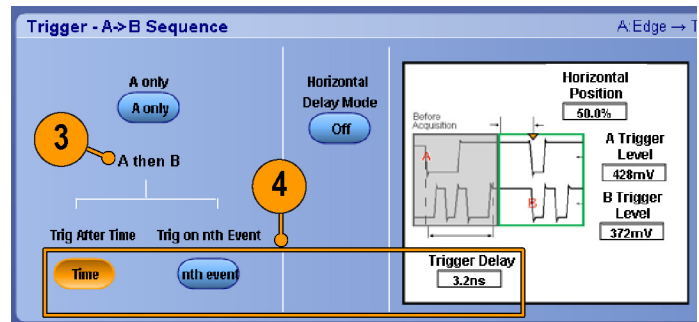 Trigger - A->B Sequence
A:Edge → T
A only
A only
3
A then B
4
Trig After Time
Trig on nth Event
Time
nth event
Horizontal
Delay Mode
Off
Before
Acquisition
A
B
Horizontal
Position
50.0%
A Trigger
Level
428mV
B Trigger
Level
372mV
Trigger Delay
3.2ns